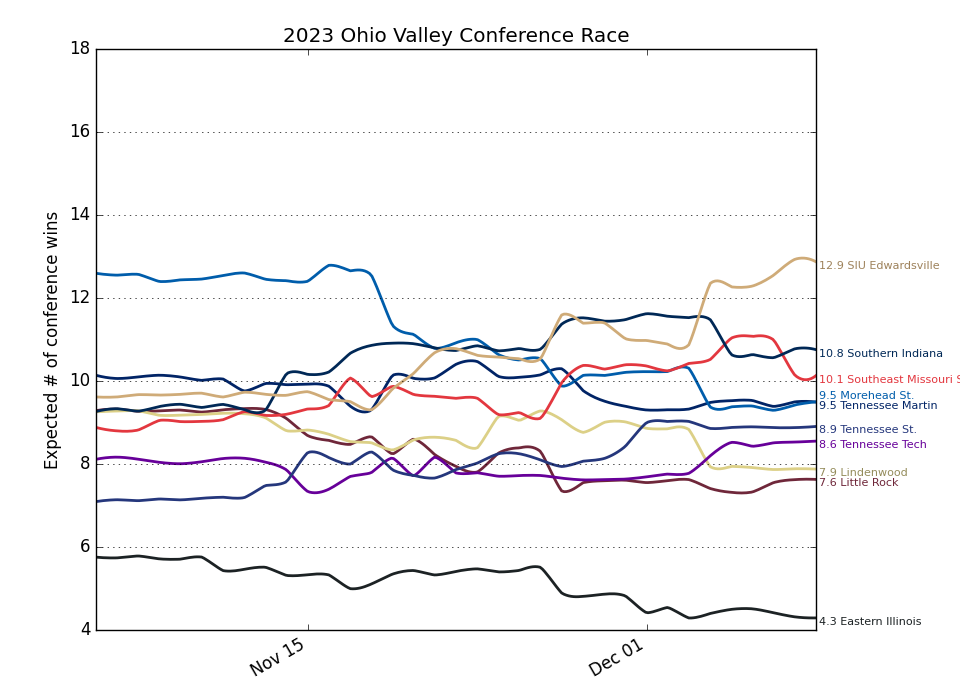 2023 Ohio Valley Conference Race
Expected # of conference wins
18
16
14
12
10
8
6
4
Nov 15
Dec 01
12.9 SIU Edwardsville
10.8 Southern Indiana
10.1 Southeast Missouri S
9.5 Morehead St.
9.5 Tennessee Martin
8.9 Tennessee St.
8.6 Tennessee Tech
7.9 Lindenwood
7.6 Little Rock
4.3 Eastern Illinois